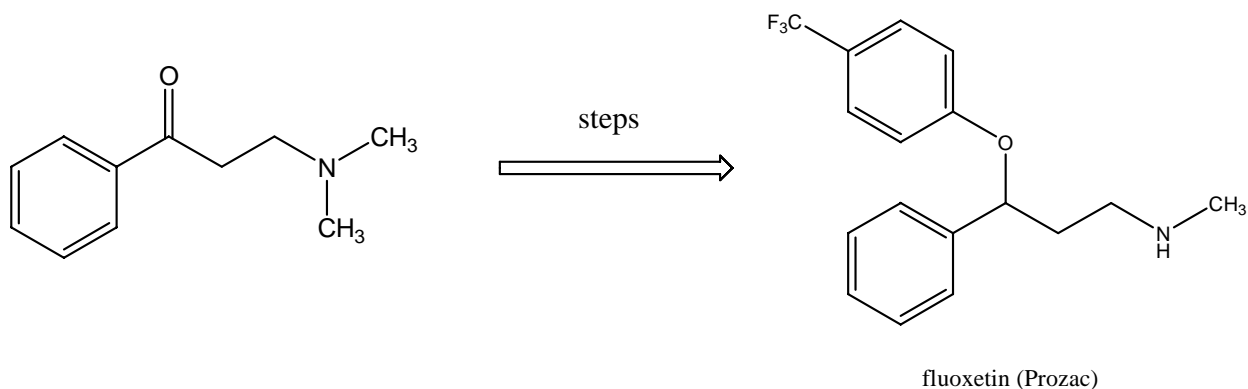 F₃C
O
CH₃
N
CH₃
steps
O
CH₃
N
H
fluoxetin (Prozac)